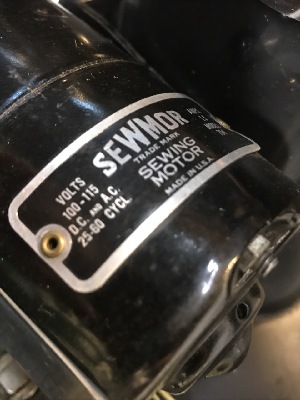 VOLTS
100-115
D.C. AND A.C.
25-60 CYCL.
SEWMOR
TRADE MARK
SEWING
MOTOR
MADE IN U.S.A.